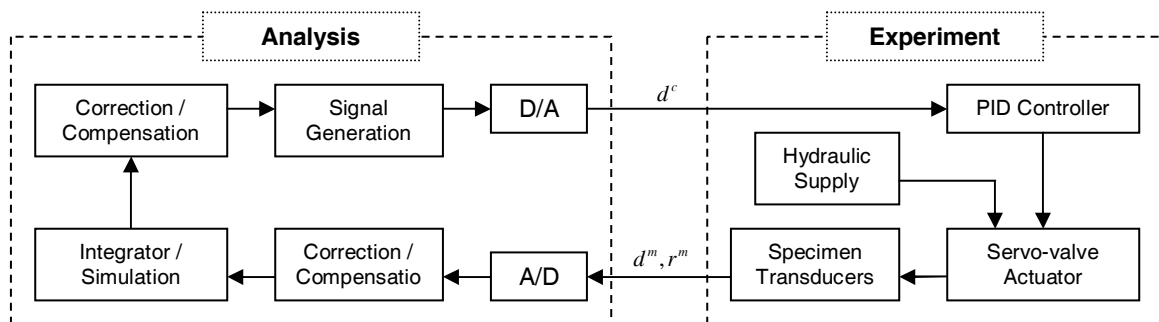 Analysis
Experiment
Correction /
Compensation
Signal
Generation
D/A
d^c
PID Controller
Hydraulic
Supply
Integrator /
Simulation
Correction /
Compensatio
A/D
d^m, r^m
Specimen
Transducers
Servo-valve
Actuator